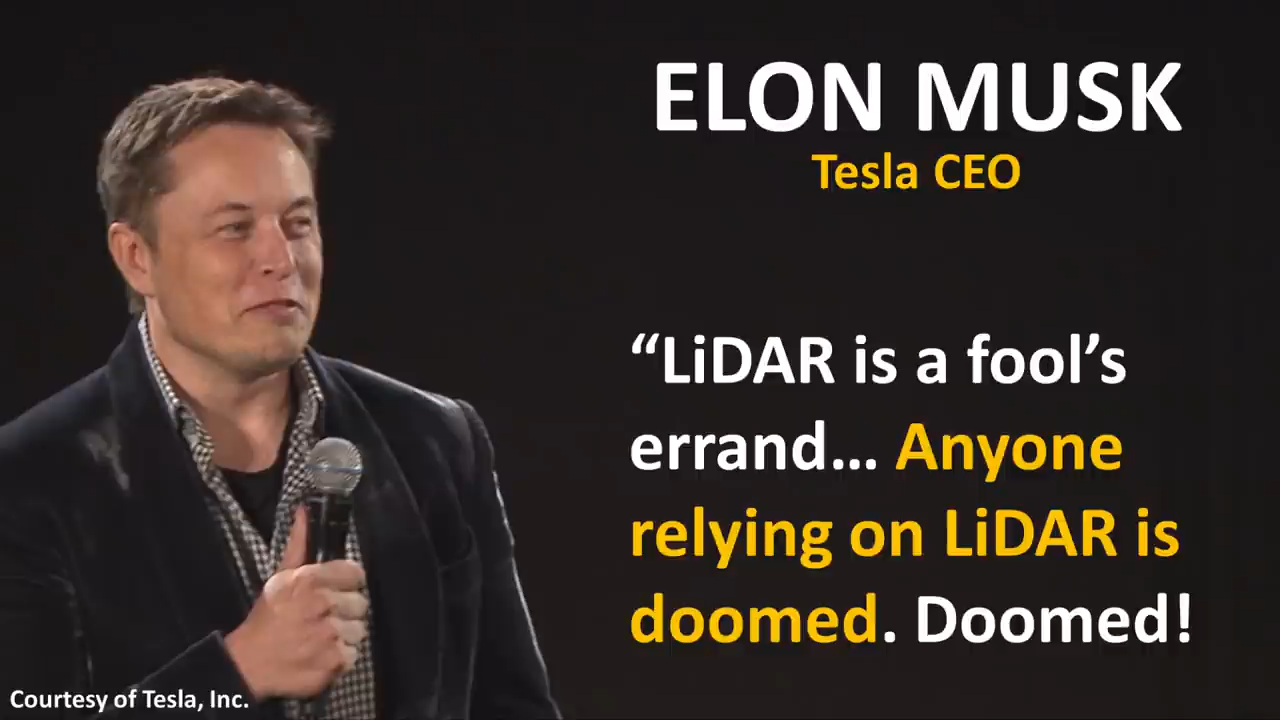 ELON MUSK
Tesla CEO
“LiDAR is a fool’s
errand... Anyone
relying on LiDAR is
doomed. Doomed!
Courtesy of Tesla, Inc.